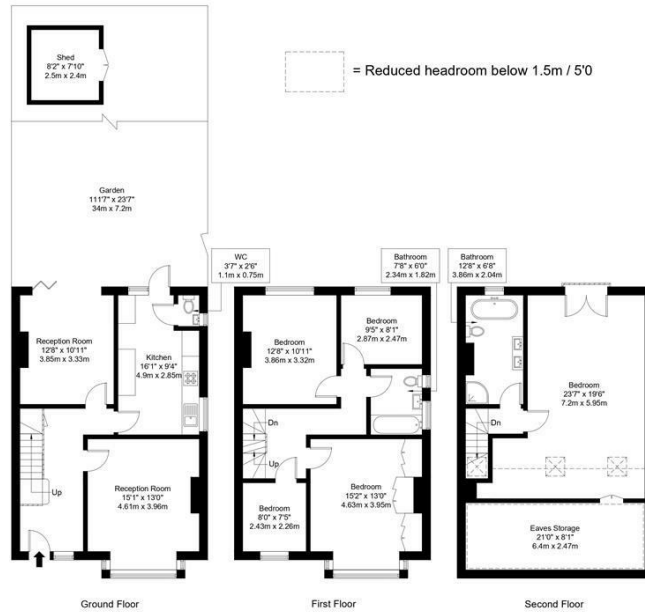 Shed
8'2" x 7'10"
2.5m x 2.4m
= Reduced headroom below 1.5m / 5'0
Garden
111'7" x 23'7"
34m x 7.2m
WC
3'7" x 2'6"
1.1m x 0.75m
Bathroom
7'8" x 6'0"
2.34m x 1.82m
Bathroom
12'8" x 6'8"
3.86m x 2.04m
Reception Room
12'8" x 10'11"
3.85m x 3.33m
Kitchen
16'1" x 9'4"
4.9m x 2.85m
Up
Reception Room
15'1" x 13'0"
4.61m x 3.96m
Bedroom
12'8" x 10'11"
3.86m x 3.32m
Bedroom
9'5" x 8'1"
2.87m x 2.47m
Dn
Up
Bedroom
8'0" x 7'5"
2.43m x 2.26m
Bedroom
15'2" x 13'0"
4.63m x 3.95m
Bedroom
23'7" x 19'6"
7.2m x 5.95m
Dn
Eaves Storage
21'0" x 8'1"
6.4m x 2.47m
Ground Floor
First Floor
Second Floor